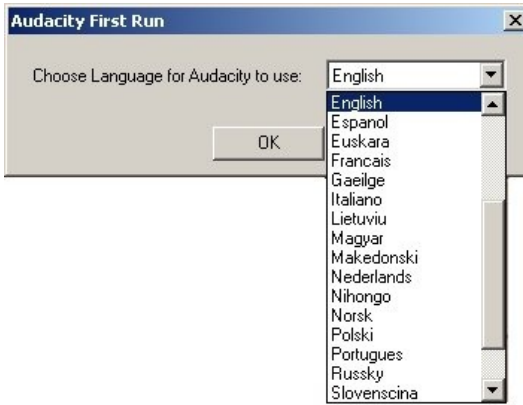 Audacity First Run
Choose Language for Audacity to use: English
English
Espanol
Euskara
Francais
Gaeilge
Italiano
Lietuviu
Magyar
Makedonski
Nederlands
Nihongo
Norsk
Polski
Portugues
Russky
Slovenscina
OK